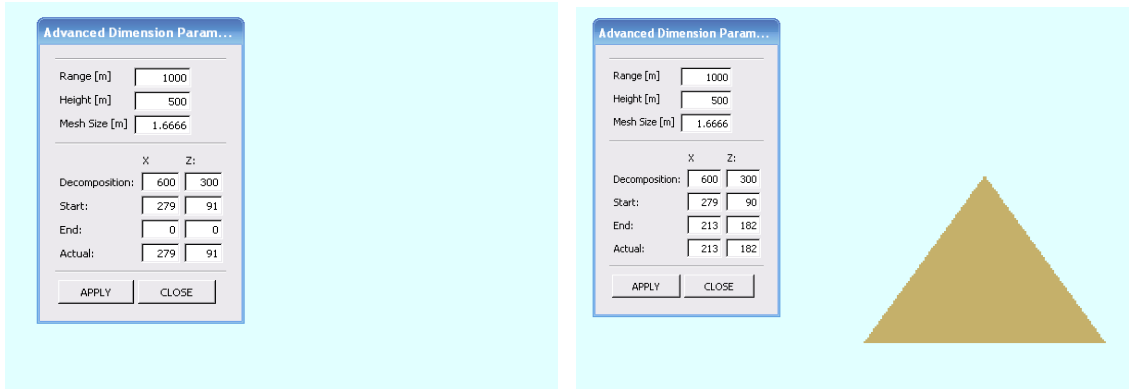 Advanced Dimension Param...
Range [m] 1000
Height [m] 500
Mesh Size [m] 1.6666
X Z:
Decomposition: 600 300
Start: 279 91
End: 0 0
Actual: 279 91
APPLY CLOSE
Advanced Dimension Param...
Range [m] 1000
Height [m] 500
Mesh Size [m] 1.6666
X Z:
Decomposition: 600 300
Start: 279 90
End: 213 182
Actual: 213 182
APPLY CLOSE